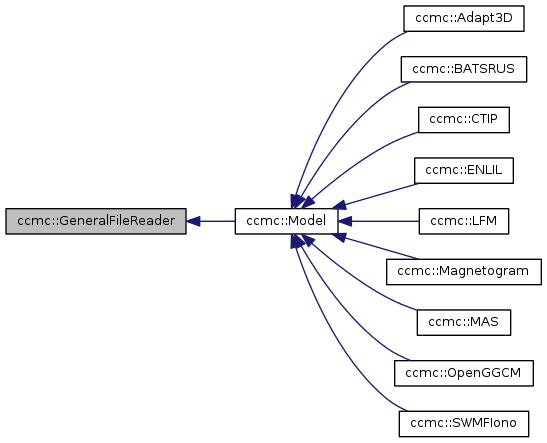 ccmc::Adapt3D
ccmc::BATSRUS
ccmc::CTIP
ccmc::ENLIL
ccmc::GeneralFileReader
ccmc::Model
ccmc::LFM
ccmc::Magnetogram
ccmc::MAS
ccmc::OpenGGCM
ccmc::SWMFIono